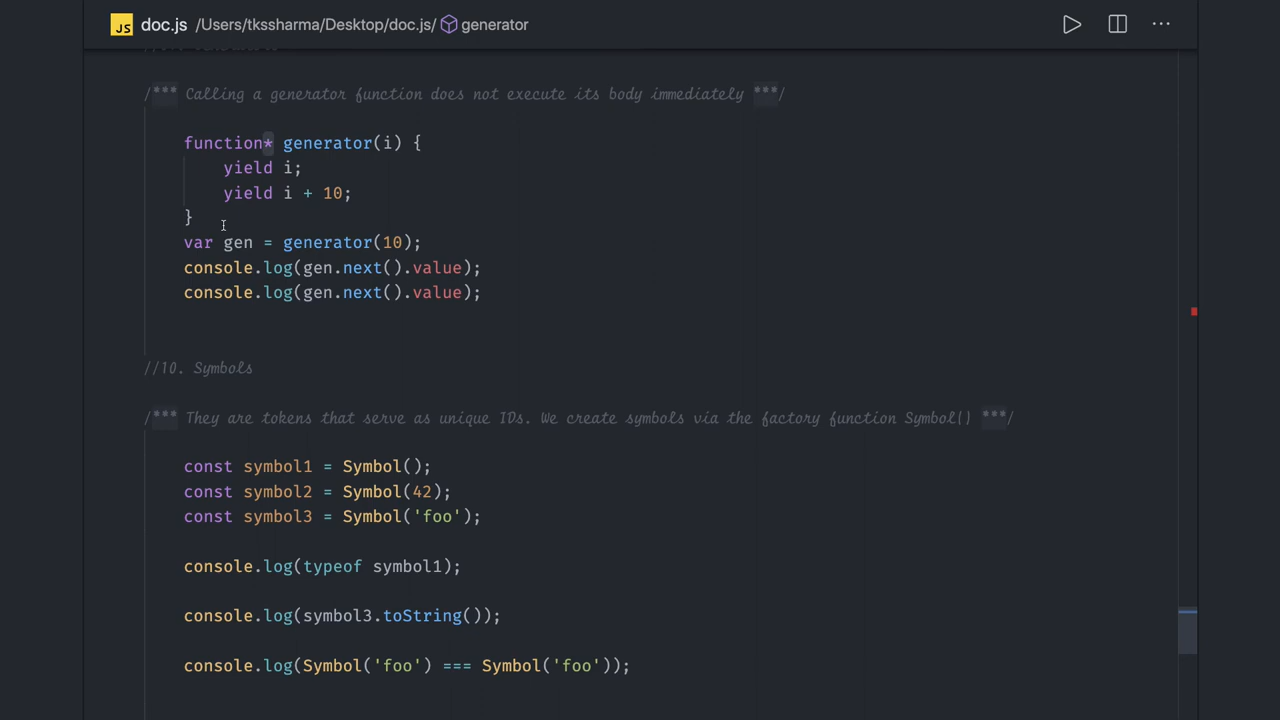 JS doc.js /Users/tkssharma/Desktop/doc.js/ generator
/*** Calling a generator function does not execute its body immediately ***/
function* generator(i) {
yield i;
yield i + 10;
}
var gen = generator(10);
console.log(gen.next().value);
console.log(gen.next().value);
//10. Symbols
/*** They are tokens that serve as unique IDs. We create symbols via the factory function Symbol() ***/
const symbol1 = Symbol();
const symbol2 = Symbol(42);
const symbol3 = Symbol('foo');
console.log(typeof symbol1);
console.log(symbol3.toString());
console.log(Symbol('foo') === Symbol('foo'));